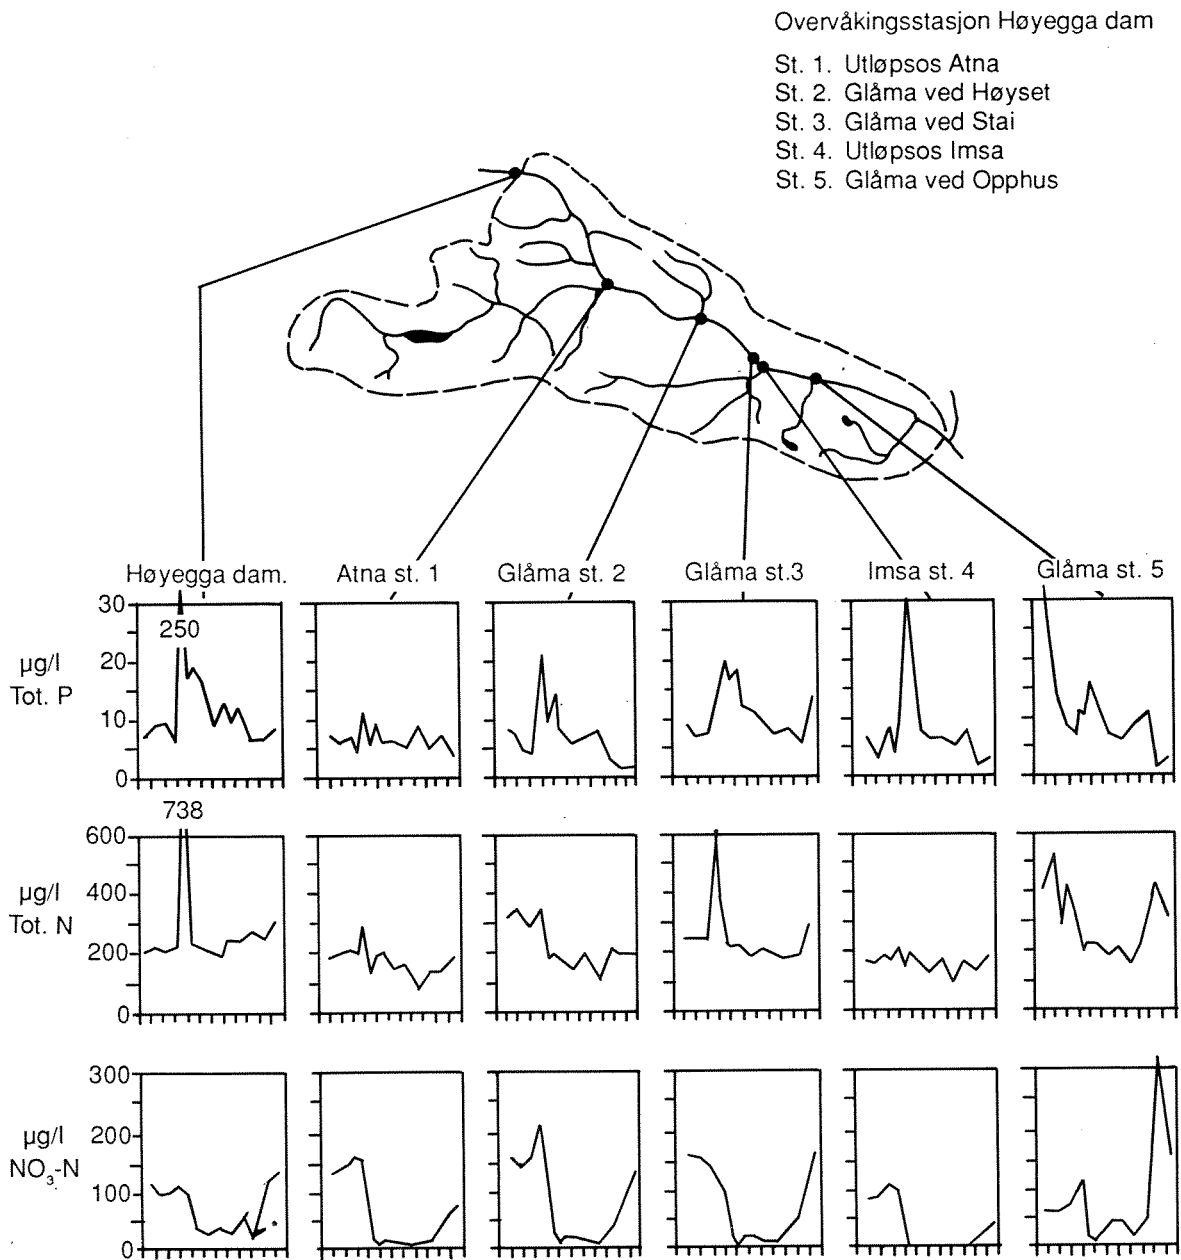 Overvåkingsstasjon Høyegga dam
St. 1. Utløpsos Atna
St. 2. Glåma ved Høyset
St. 3. Glåma ved Stai
St. 4. Utløpsos Imsa
St. 5. Glåma ved Opphus
Høyegga dam. Atna st. 1 Glåma st. 2 Glåma st.3 Imsa st. 4 Glåma st. 5
30
250
µg/l
Tot. P
20
10
0
738
600
µg/l
Tot. N
400
200
0
300
µg/l
NO₃-N
200
100
0